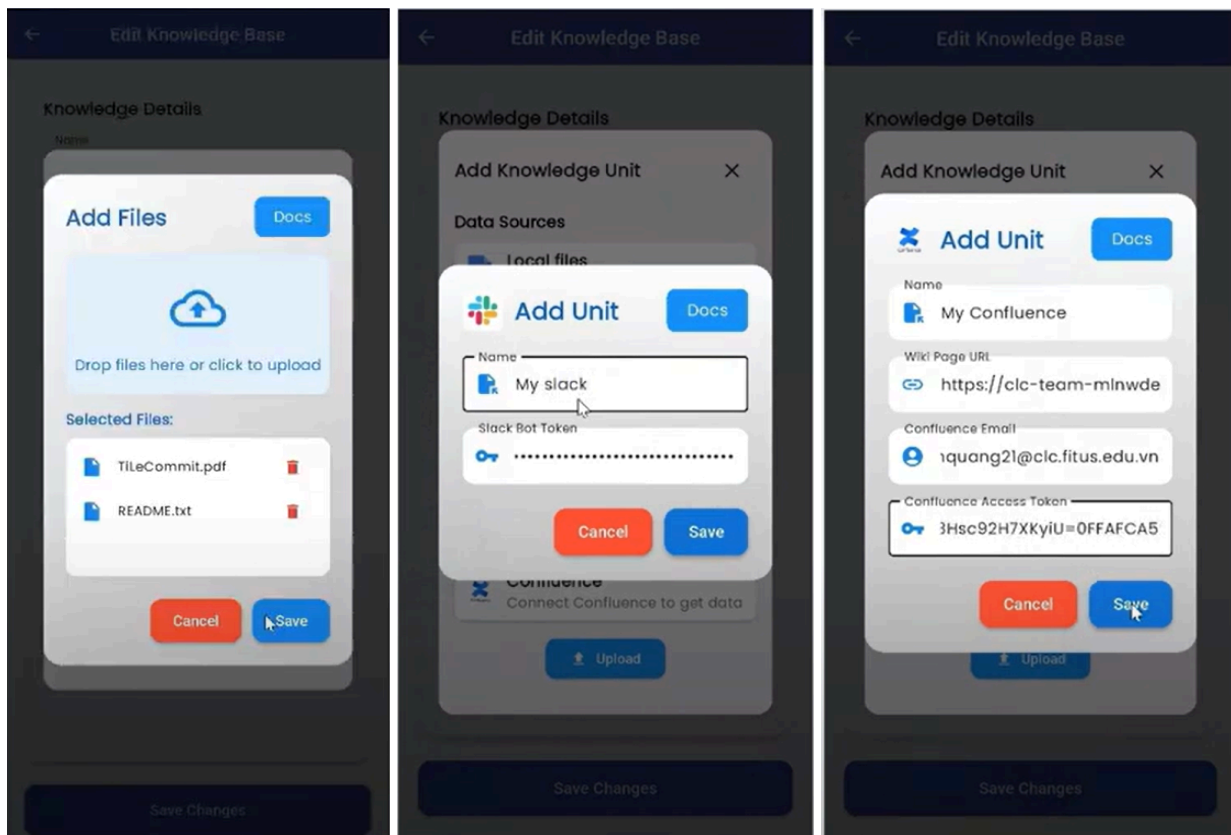 Edit Knowledge Base
Knowledge Details
Name
Add Files
Docs
Drop files here or click to upload
Selected Files:
TiLeCommit.pdf
README.txt
Cancel
Save
Save Changes
Edit Knowledge Base
Knowledge Details
Add Knowledge Unit
Data Sources
Local files
Add Unit
Docs
Name
My slack
Slack Bot Token
••••••••••••••••••••••••••••••
Cancel
Save
Confluence
Connect Confluence to get data
Upload
Save Changes
Edit Knowledge Base
Knowledge Details
Add Knowledge Unit
Add Unit
Docs
Name
My Confluence
Wiki Page URL
https://clc-team-mlnwde
Confluence Email
nquang21@clc.fitus.edu.vn
Confluence Access Token
3Hsc92H7XKyiU=0FFAFCA5
Cancel
Save
Upload
Save Changes